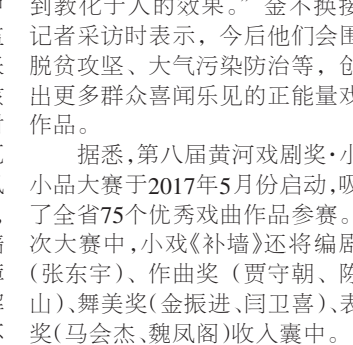 到教化于人的效果。”金不换接
记者采访时表示，今后他们会围
脱贫攻坚、大气污染防治等，创
出更多群众喜闻乐见的正能量戏
作品。
据悉，第八届黄河戏剧奖·小
小品大赛于2017年5月份启动，吸
了全省75个优秀戏曲作品参赛。
次大赛中，小戏《补墙》还将编剧
（张东宇）、作曲奖（贾守朝、陈
山）、舞美奖（金振进、闫卫喜）、表
奖（马会杰、魏凤阁）收入囊中。